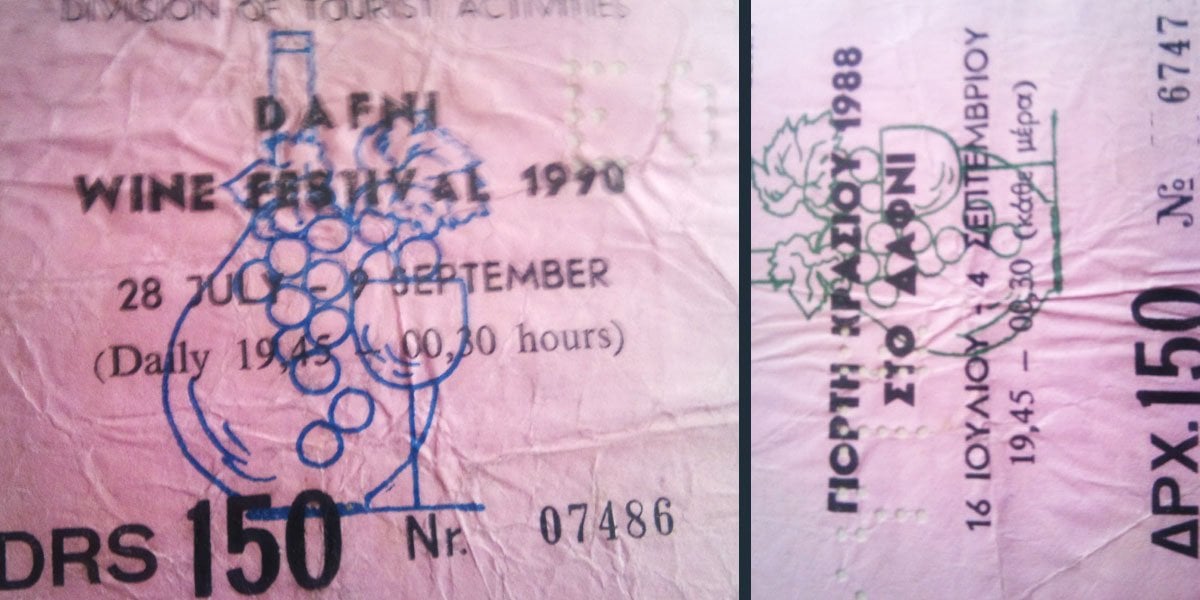 DIVISION OF TOURIST ACTIVITIES
DAFNI
WINE FESTIVAL 1990
28 JULY - 9 SEPTEMBER
(Daily 19,45 – 00,30 hours)
DRS 150 Nr. 07486
ΓΙΟΡΤΗ ΚΡΑΣΙΟΥ 1988
ΣΤΟ ΔΑΦΝΙ
16 ΙΟΥΛΙΟΥ - 4 ΣΕΠΤΕΜΒΡΙΟΥ
19,45 – 00,30 (κάθε μέρα)
ΔΡΧ. 150 № 6747